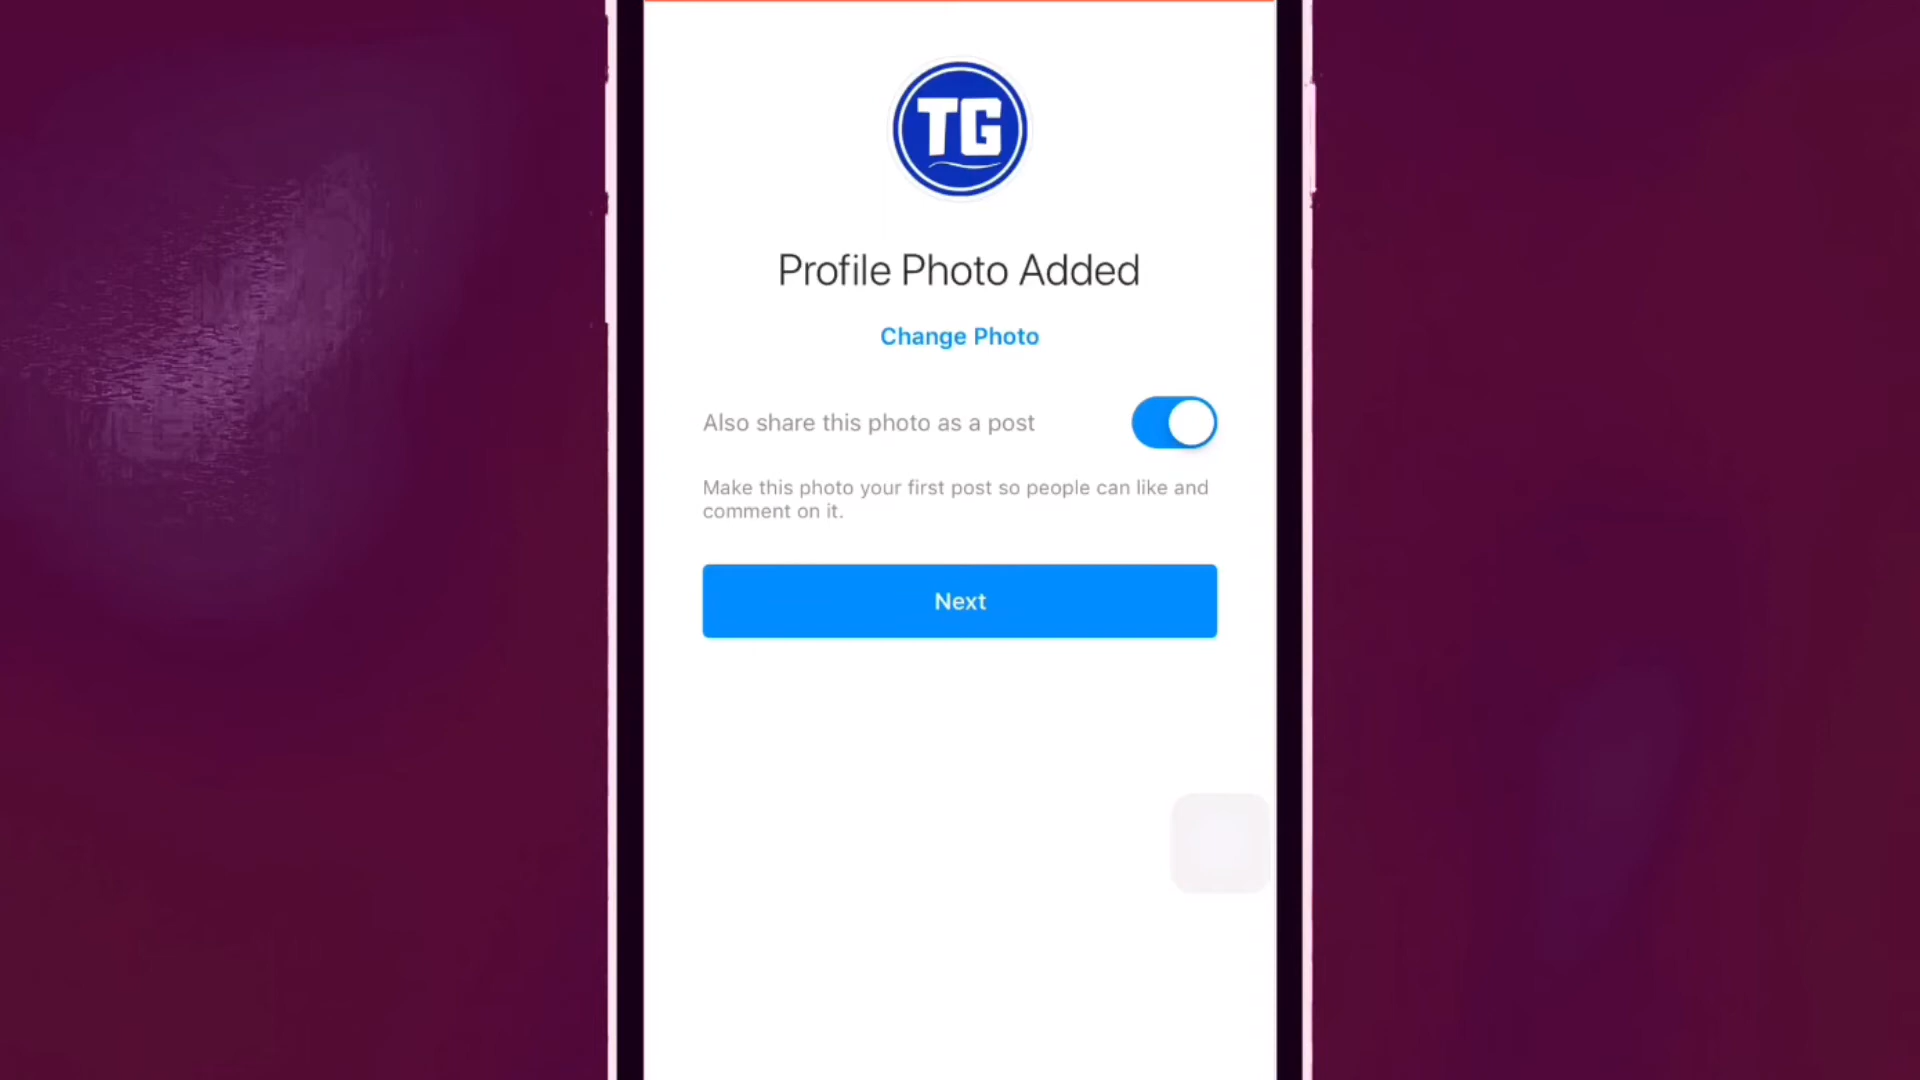 TG
Profile Photo Added
Change Photo
Also share this photo as a post
Make this photo your first post so people can like and
comment on it.
Next